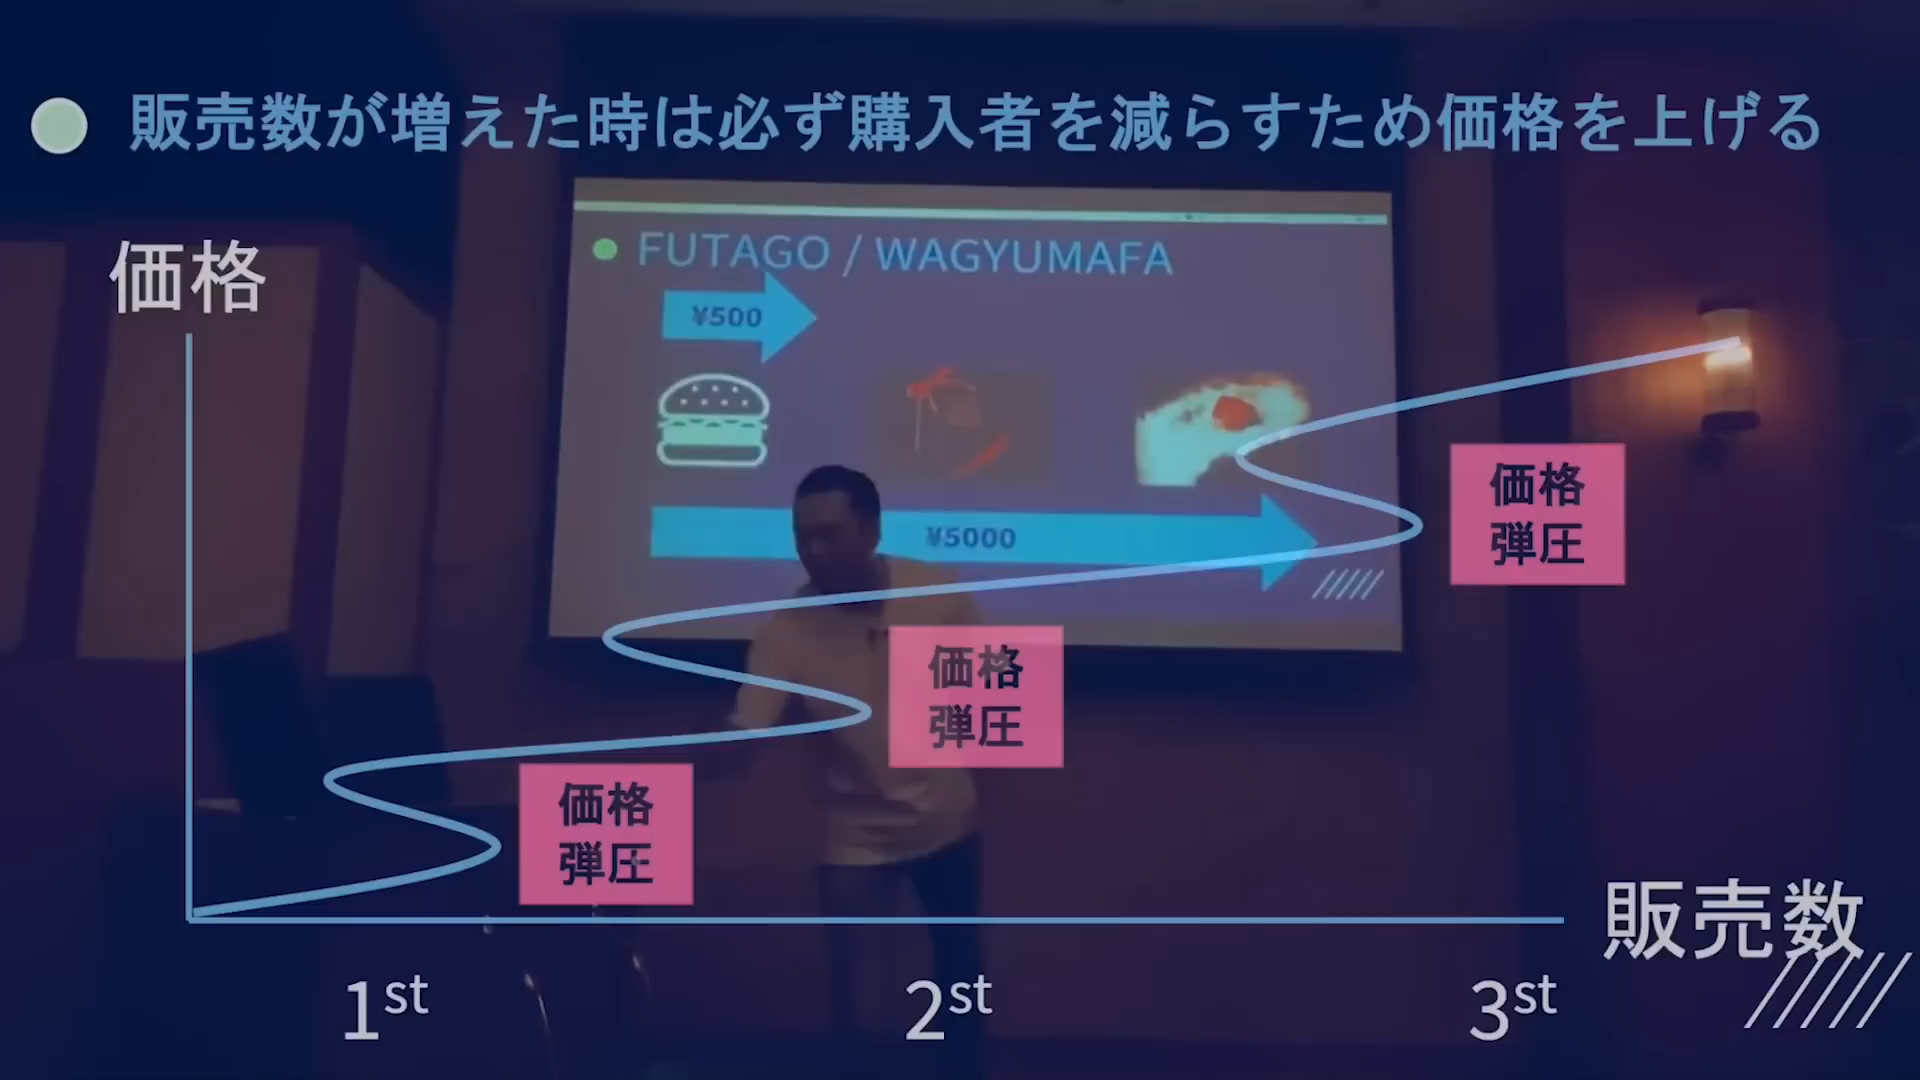 販売数が増えた時は必ず購入者を減らすため価格を上げる
FUTAGO / WAGYUMAFA
価格
¥500
¥5000
価格
弾圧
価格
弾圧
価格
弾圧
販売数
1st
2st
3st